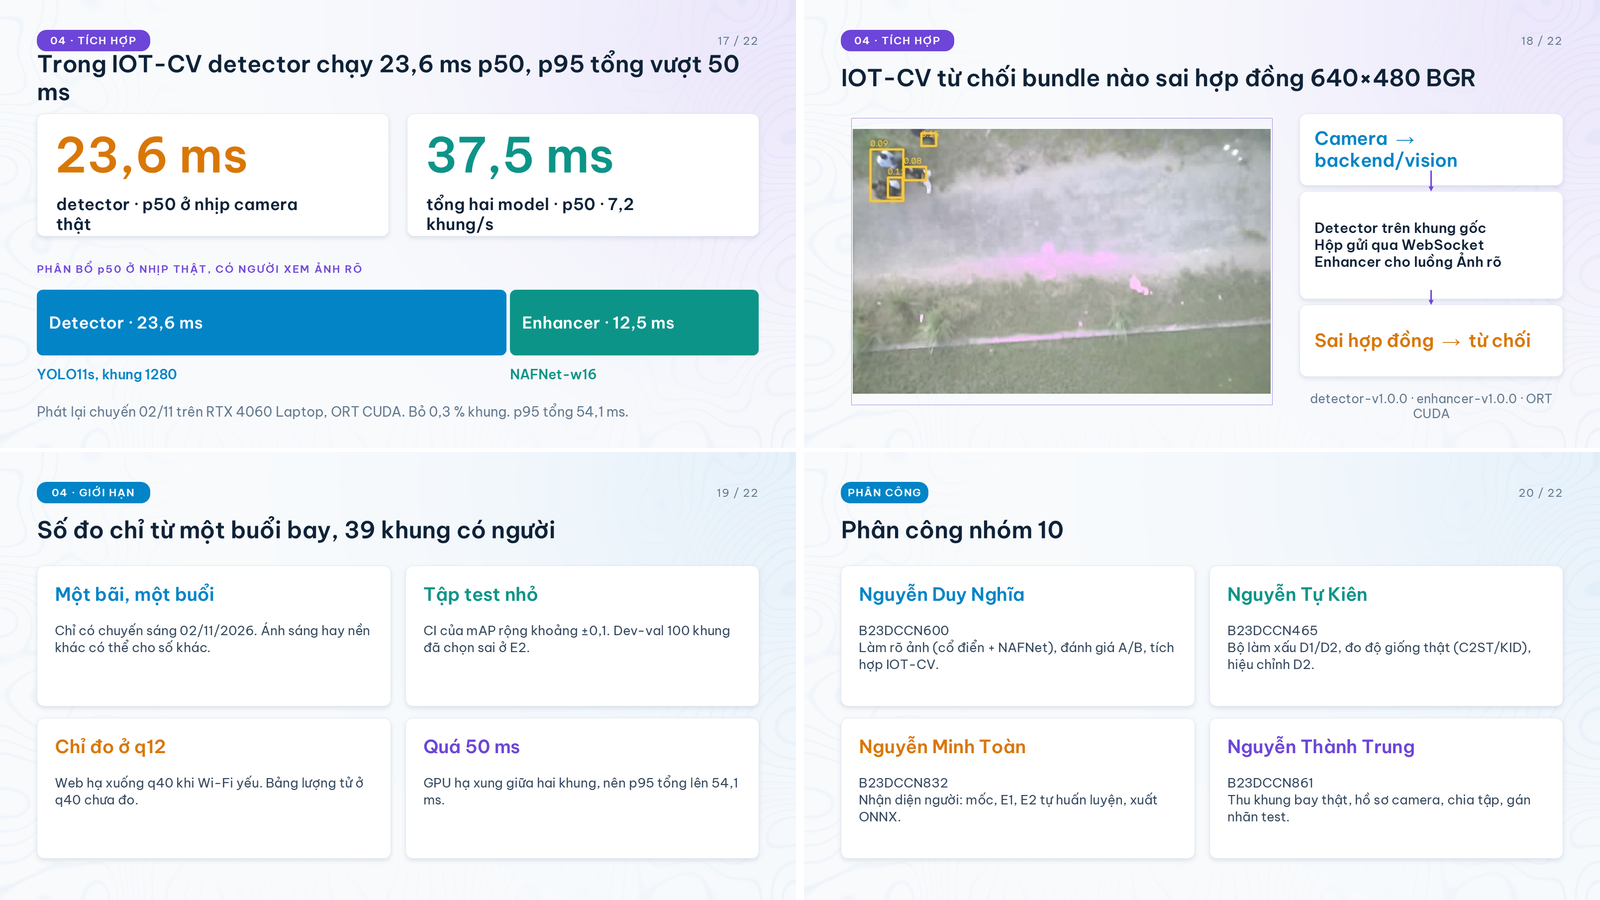 04 · TÍCH HỢP
17 / 22
Trong IOT-CV detector chạy 23,6 ms p50, p95 tổng vượt 50
ms
23,6 ms
detector · p50 ở nhịp camera
thật
37,5 ms
tổng hai model · p50 · 7,2
khung/s
PHÂN BỔ p50 Ở NHỊP THẬT, CÓ NGƯỜI XEM ẢNH RÕ
Detector · 23,6 ms
Enhancer · 12,5 ms
YOLO11s, khung 1280
NAFNet-w16
Phát lại chuyến 02/11 trên RTX 4060 Laptop, ORT CUDA. Bỏ 0,3 % khung. p95 tổng 54,1 ms.
04 · TÍCH HỢP
18 / 22
IOT-CV từ chối bundle nào sai hợp đồng 640×480 BGR
0.09
0.08
Camera →
backend/vision
Detector trên khung gốc
Hộp gửi qua WebSocket
Enhancer cho luồng Ảnh rõ
Sai hợp đồng → từ chối
detector-v1.0.0 · enhancer-v1.0.0 · ORT
CUDA
04 · GIỚI HẠN
19 / 22
Số đo chỉ từ một buổi bay, 39 khung có người
Một bãi, một buổi
Chỉ có chuyến sáng 02/11/2026. Ánh sáng hay nền
khác có thể cho số khác.
Tập test nhỏ
CI của mAP rộng khoảng ±0,1. Dev-val 100 khung
đã chọn sai ở E2.
Chỉ đo ở q12
Web hạ xuống q40 khi Wi-Fi yếu. Bảng lượng tử ở
q40 chưa đo.
Quá 50 ms
GPU hạ xung giữa hai khung, nên p95 tổng lên 54,1
ms.
PHÂN CÔNG
20 / 22
Phân công nhóm 10
Nguyễn Duy Nghĩa
B23DCCN600
Làm rõ ảnh (cổ điển + NAFNet), đánh giá A/B, tích
hợp IOT-CV.
Nguyễn Tự Kiên
B23DCCN465
Bộ làm xấu D1/D2, đo độ giống thật (C2ST/KID),
hiệu chỉnh D2.
Nguyễn Minh Toàn
B23DCCN832
Nhận diện người: mốc, E1, E2 tự huấn luyện, xuất
ONNX.
Nguyễn Thành Trung
B23DCCN861
Thu khung bay thật, hồ sơ camera, chia tập, gán
nhãn test.